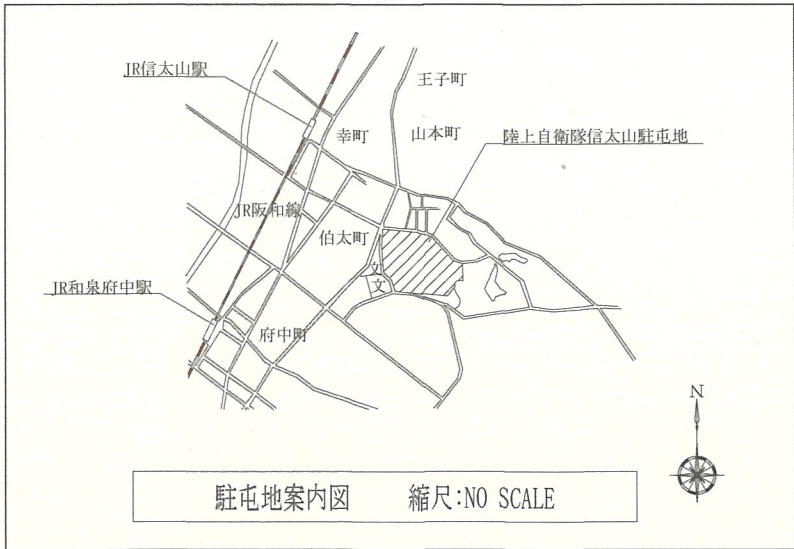 JR信太山駅
王子町
幸町
山本町
陸上自衛隊信太山駐屯地
JR阪和線
伯太町
文
文
JR和泉府中駅
府中町
N
駐屯地案内図 縮尺:NO SCALE